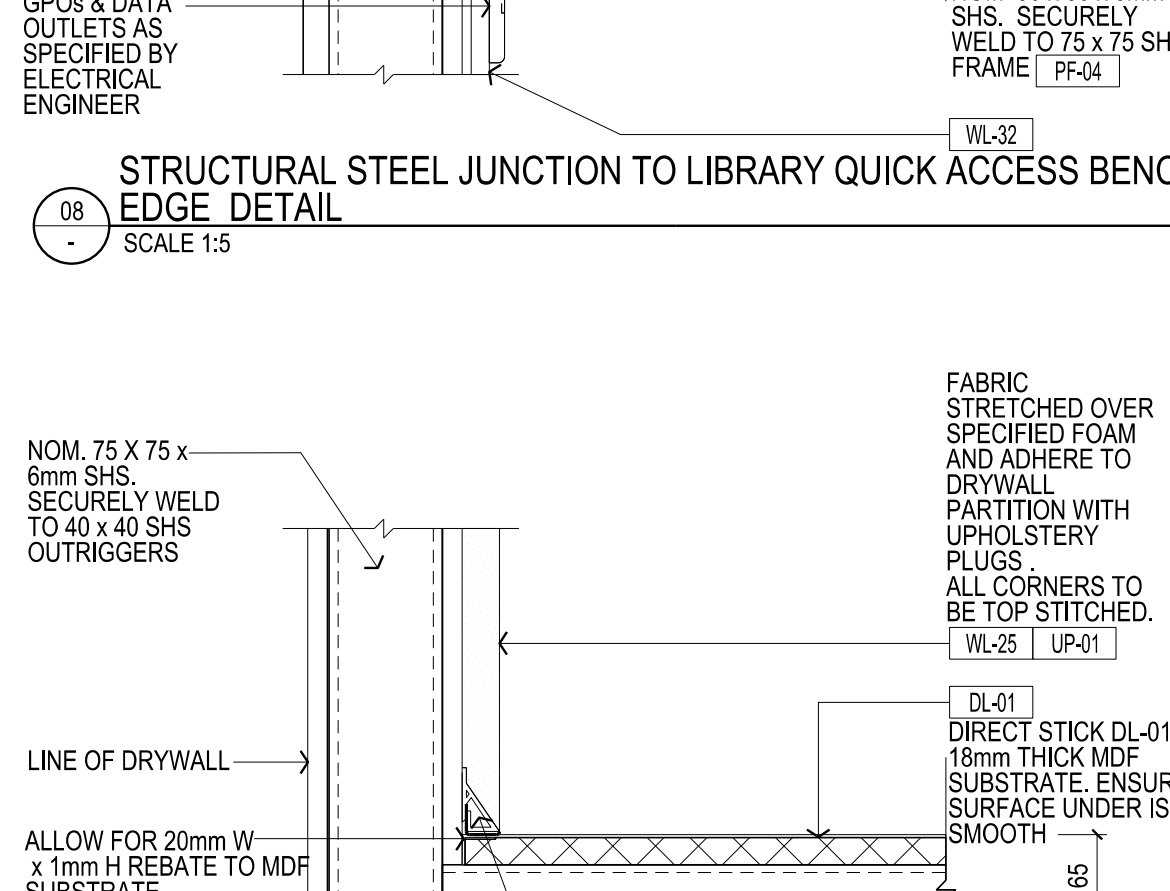 GPOs & DATA
OUTLETS AS
SPECIFIED BY
ELECTRICAL
ENGINEER
SHS. SECURELY
WELD TO 75 x 75 SH
FRAME PF-04
WL-32
STRUCTURAL STEEL JUNCTION TO LIBRARY QUICK ACCESS BENC
EDGE DETAIL
08
-
SCALE 1:5
NOM. 75 X 75 x
6mm SHS.
SECURELY WELD
TO 40 x 40 SHS
OUTRIGGERS
FABRIC
STRETCHED OVER
SPECIFIED FOAM
AND ADHERE TO
DRYWALL
PARTITION WITH
UPHOLSTERY
PLUGS .
ALL CORNERS TO
BE TOP STITCHED.
WL-25 UP-01
DL-01
DIRECT STICK DL-01
18mm THICK MDF
SUBSTRATE. ENSUR
SURFACE UNDER IS
SMOOTH
LINE OF DRYWALL
ALLOW FOR 20mm W
x 1mm H REBATE TO MDF
SUBSTRATE
65